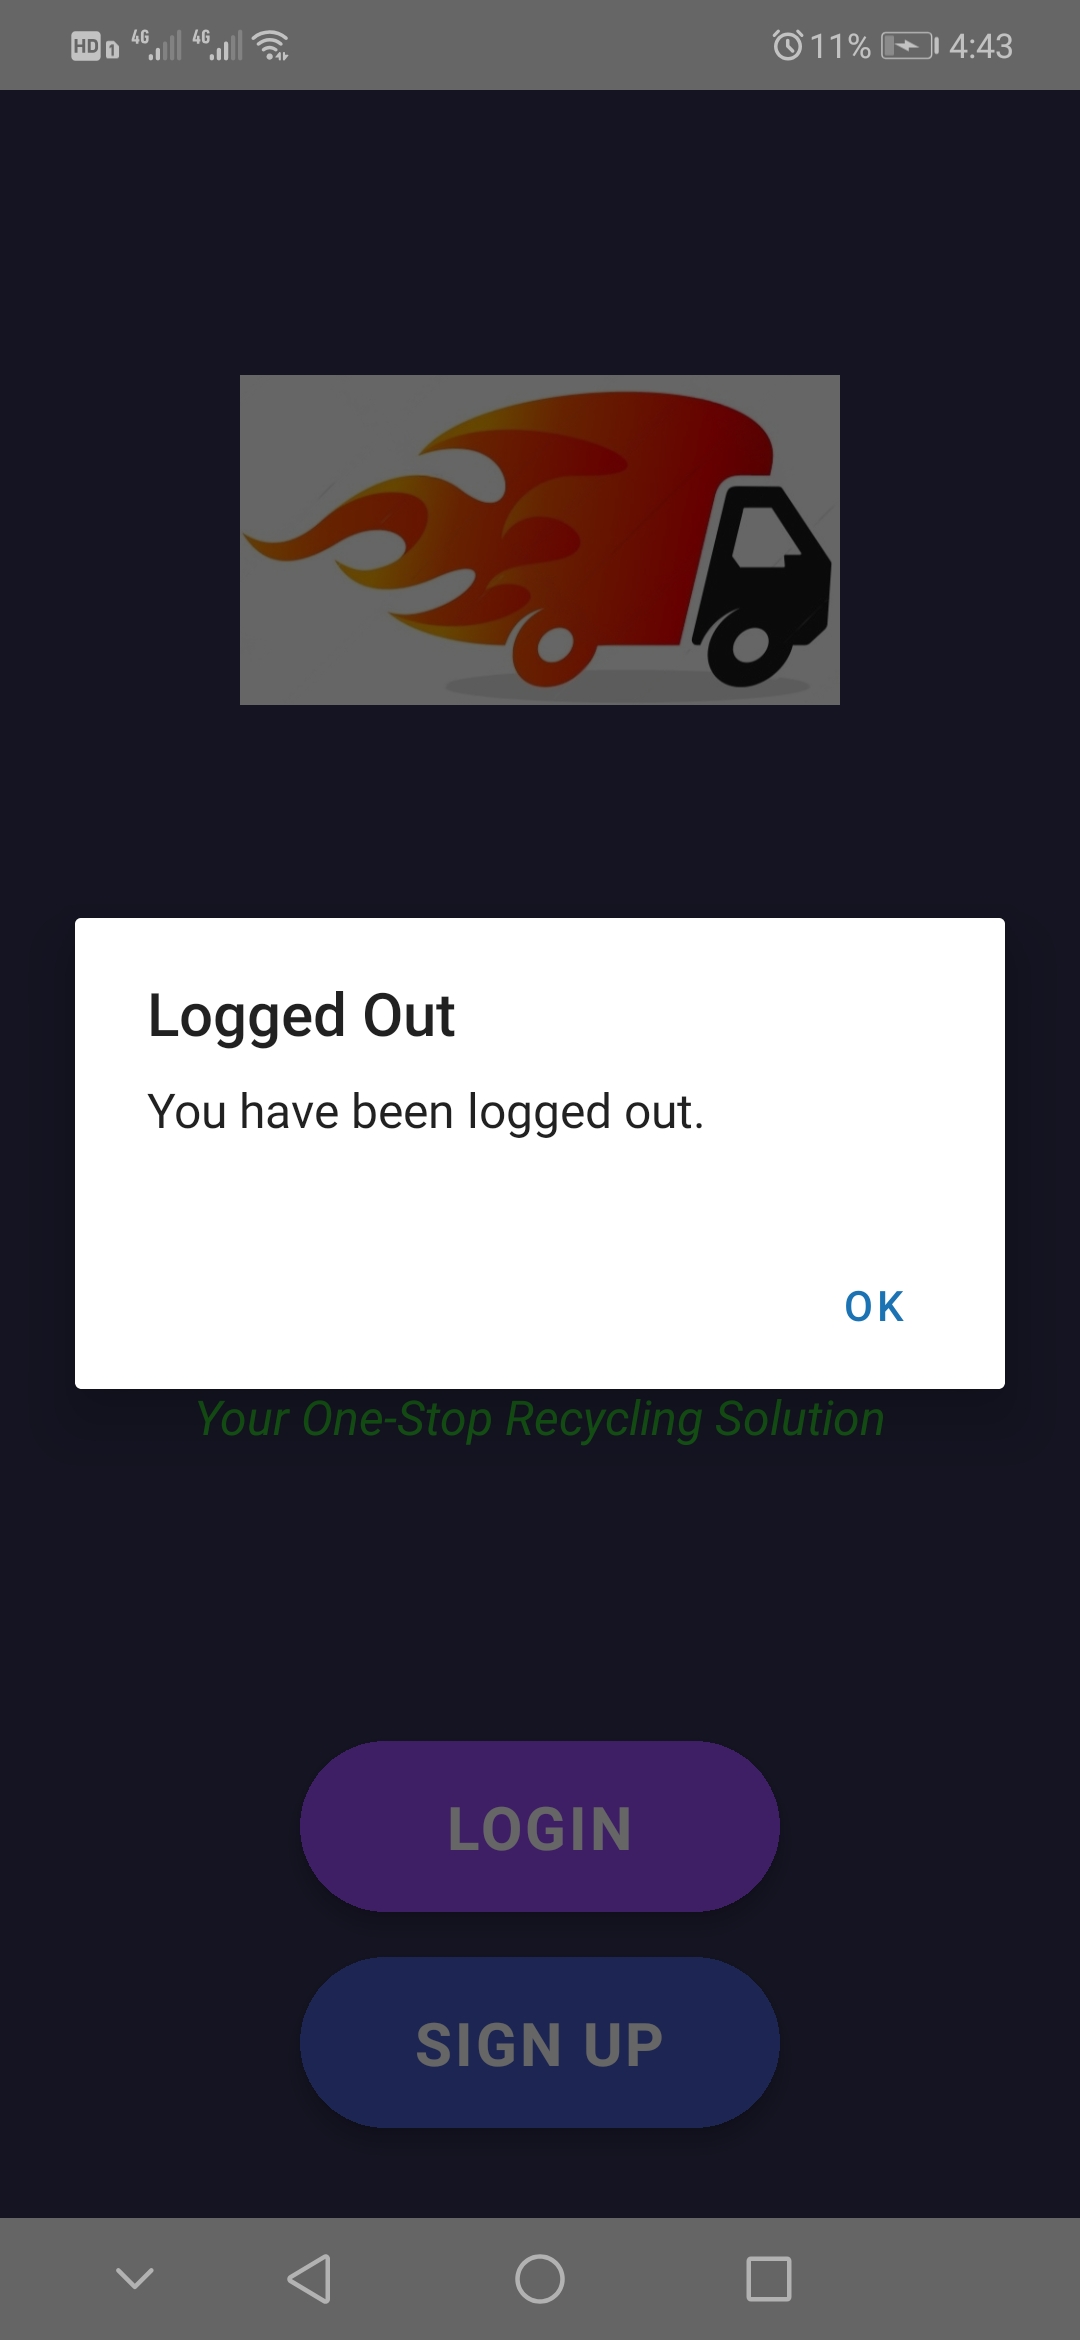 HD 1 4G 4G 11% 4:43
Logged Out
You have been logged out.
OK
Your One-Stop Recycling Solution
LOGIN
SIGN UP